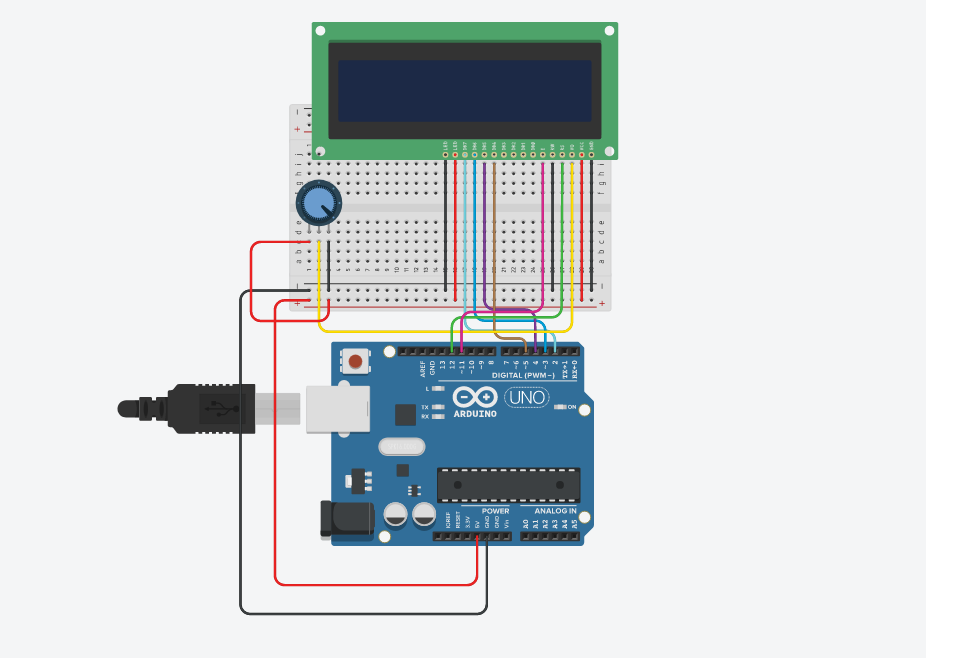 LED LED DB7 DB6 DB5 DB4 DB3 DB2 DB1 DB0 E RW RS V0 VCC GND
j
i
h
g
f
e
d
c
b
a
AREF GND 13 12 ~11 ~10 ~9 8 7 ~6 ~5 4 ~3 2 TX→1 RX←0
DIGITAL (PWM~)
L
TX
RX
ARDUINO
UNO
ON
POWER ANALOG IN
IOREF RESET 3.3V 5V GND GND Vin A0 A1 A2 A3 A4 A5